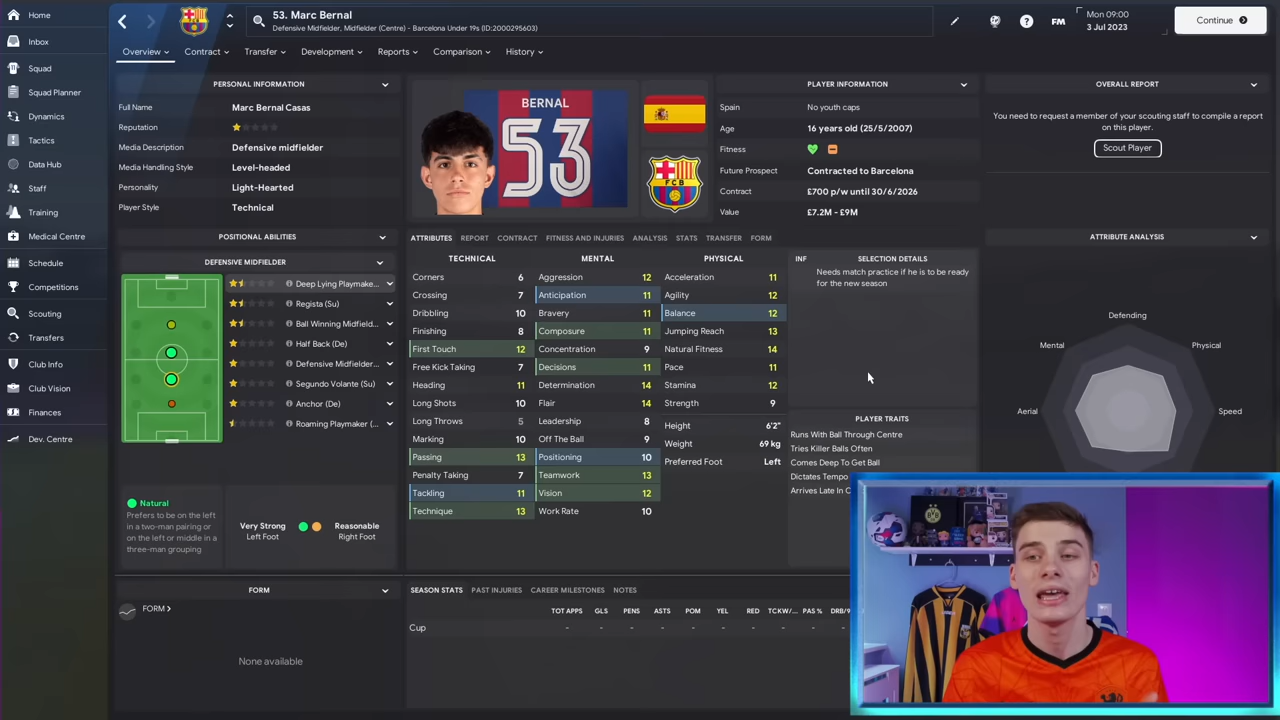 Home
Inbox
Squad
Squad Planner
Dynamics
Tactics
Data Hub
Staff
Training
Medical Centre
Schedule
Competitions
Scouting
Transfers
Club Info
Club Vision
Finances
Dev. Centre
53. Marc Bernal
Defensive Midfielder, Midfielder (Centre) - Barcelona Under 19s (ID:2000295603)
FM
Mon 09:00
3 Jul 2023
Continue
Overview
Contract
Transfer
Development
Reports
Comparison
History
PERSONAL INFORMATION
Full Name Marc Bernal Casas
Reputation
Media Description Defensive midfielder
Media Handling Style Level-headed
Personality Light-Hearted
Player Style Technical
BERNAL
53
FCB
PLAYER INFORMATION
Spain No youth caps
Age 16 years old (25/5/2007)
Fitness
Future Prospect Contracted to Barcelona
Contract £700 p/w until 30/6/2026
Value £7.2M - £9M
OVERALL REPORT
You need to request a member of your scouting staff to compile a report
on this player.
Scout Player
POSITIONAL ABILITIES
DEFENSIVE MIDFIELDER
Deep Lying Playmake...
Regista (Su)
Ball Winning Midfield...
Half Back (De)
Defensive Midfielder...
Segundo Volante (Su)
Anchor (De)
Roaming Playmaker (...
Natural
Prefers to be on the left
in a two-man pairing or
on the left or middle in a
three-man grouping
Very Strong
Left Foot
Reasonable
Right Foot
ATTRIBUTES
REPORT
CONTRACT
FITNESS AND INJURIES
ANALYSIS
STATS
TRANSFER
FORM
TECHNICAL
Corners 6
Crossing 7
Dribbling 10
Finishing 8
First Touch 12
Free Kick Taking 7
Heading 11
Long Shots 10
Long Throws 5
Marking 10
Passing 13
Penalty Taking 7
Tackling 11
Technique 13
MENTAL
Aggression 12
Anticipation 11
Bravery 11
Composure 11
Concentration 9
Decisions 11
Determination 14
Flair 14
Leadership 8
Off The Ball 9
Positioning 10
Teamwork 13
Vision 12
Work Rate 10
PHYSICAL
Acceleration 11
Agility 12
Balance 12
Jumping Reach 13
Natural Fitness 14
Pace 11
Stamina 12
Strength 9
Height 6'2"
Weight 69 kg
Preferred Foot Left
INF
SELECTION DETAILS
Needs match practice if he is to be ready
for the new season
PLAYER TRAITS
Runs With Ball Through Centre
Tries Killer Balls Often
Comes Deep To Get Ball
Dictates Tempo
Arrives Late In
ATTRIBUTE ANALYSIS
Defending
Mental
Physical
Aerial
Speed
FORM
FORM
None available
SEASON STATS
PAST INJURIES
CAREER MILESTONES
NOTES
TOT APPS GLS PENS ASTS POM YEL RED TCKW/... PAS % DRB/9
Cup - - - - - - - - - -